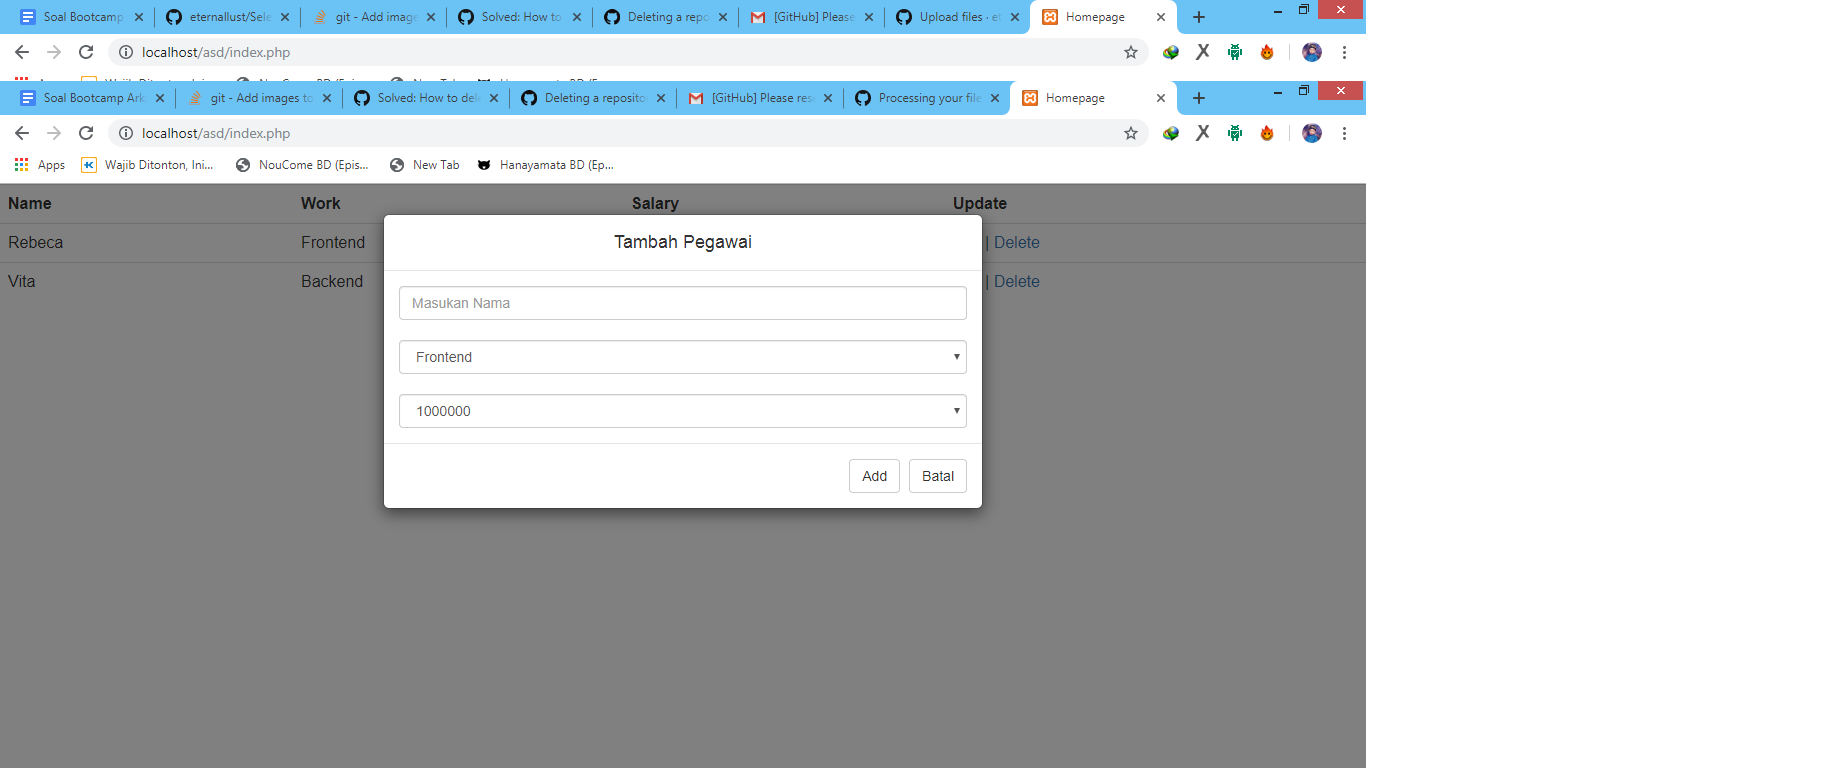 Soal Bootcamp
eternallust/Sele
git - Add image
Solved: How to
Deleting a repo
[GitHub] Please
Upload files · et
Homepage
localhost/asd/index.php
Soal Bootcamp Ark
git - Add images to
Solved: How to dele
Deleting a reposito
[GitHub] Please res
Processing your file
Homepage
localhost/asd/index.php
Apps
Wajib Ditonton, Ini...
NouCome BD (Epis...
New Tab
Hanayamata BD (Ep...
Name Work Salary Update
Tambah Pegawai
Rebeca Frontend | Delete
Vita Backend | Delete
Masukan Nama
Frontend
1000000
Add Batal